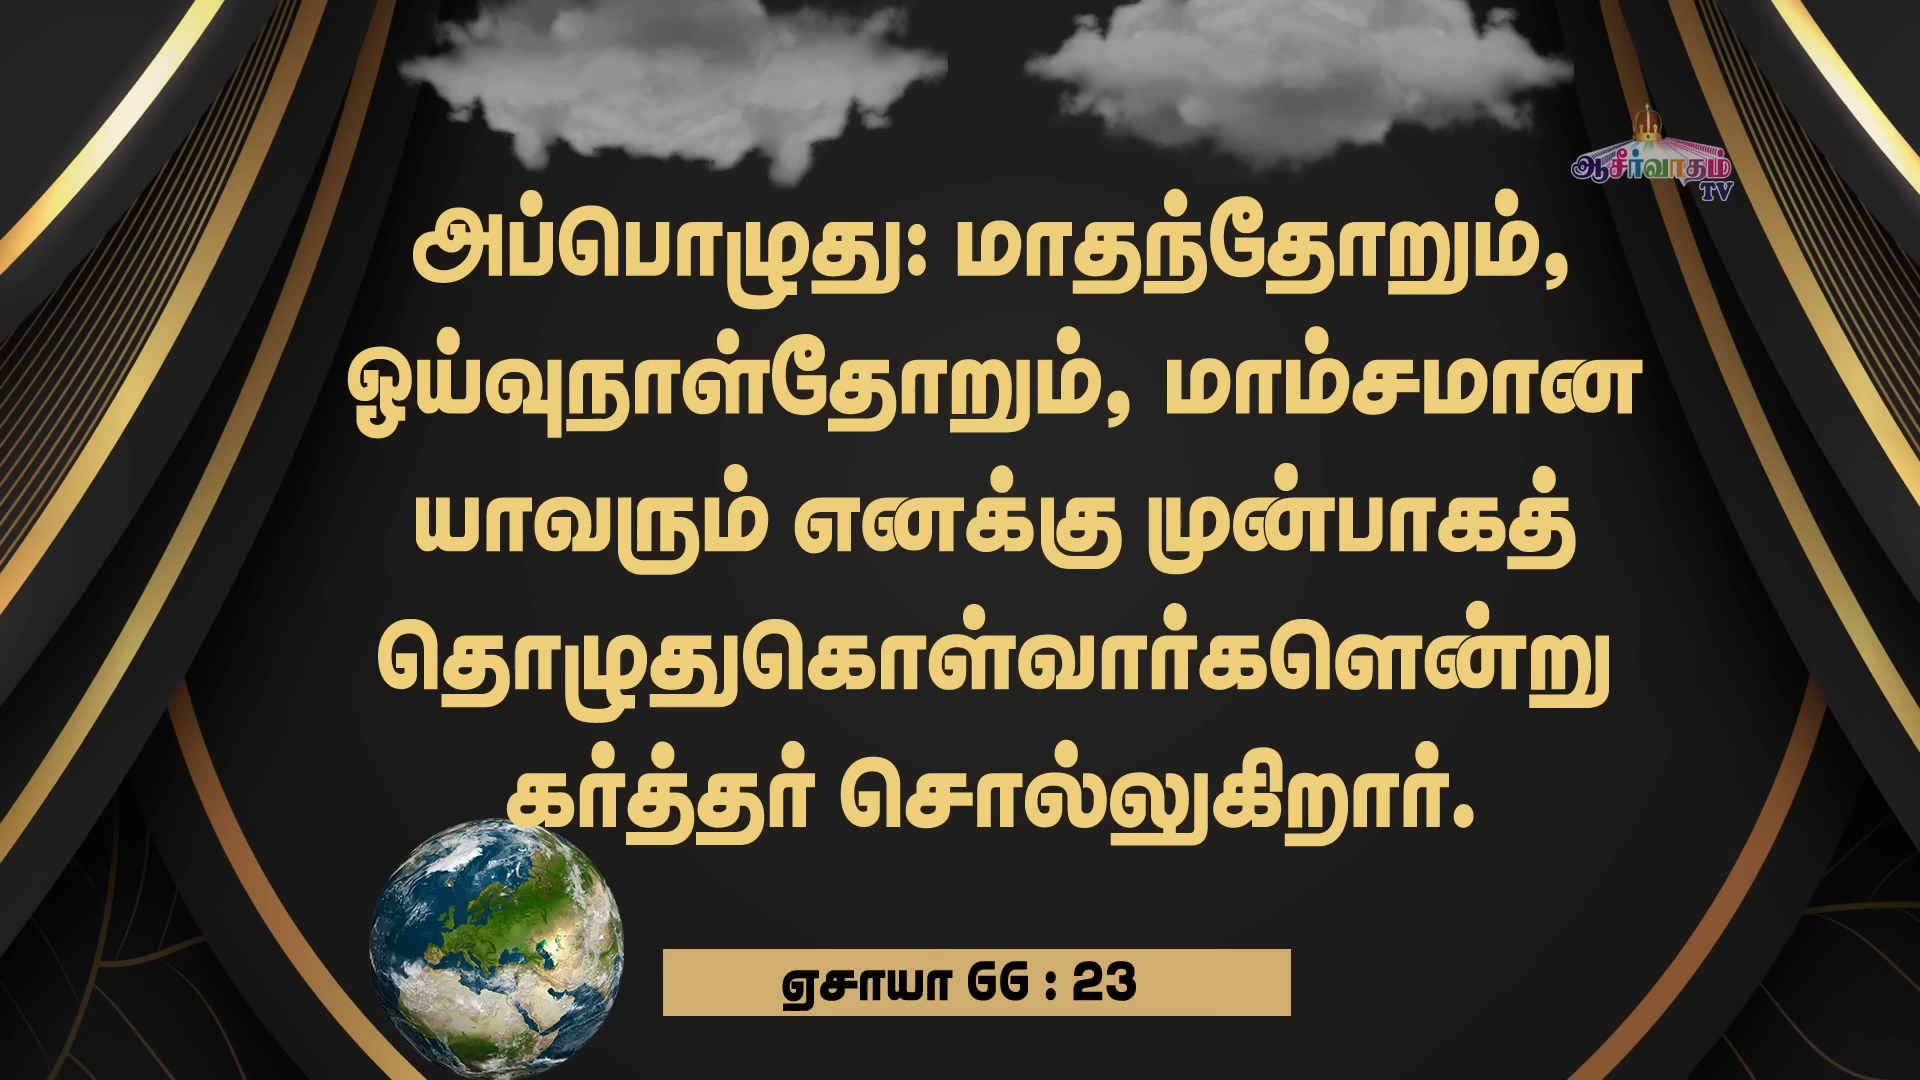 ஆசீர்வாதம்
TV
அப்பொழுது: மாதந்தோறும்,
ஓய்வுநாள்தோறும், மாம்சமான
யாவரும் எனக்கு முன்பாகத்
தொழுதுகொள்வார்களென்று
கர்த்தர் சொல்லுகிறார்.
ஏசாயா 66 : 23